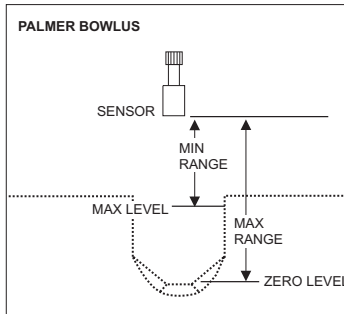 PALMER BOWLUS
SENSOR
MIN
RANGE
MAX LEVEL
MAX
RANGE
ZERO LEVEL